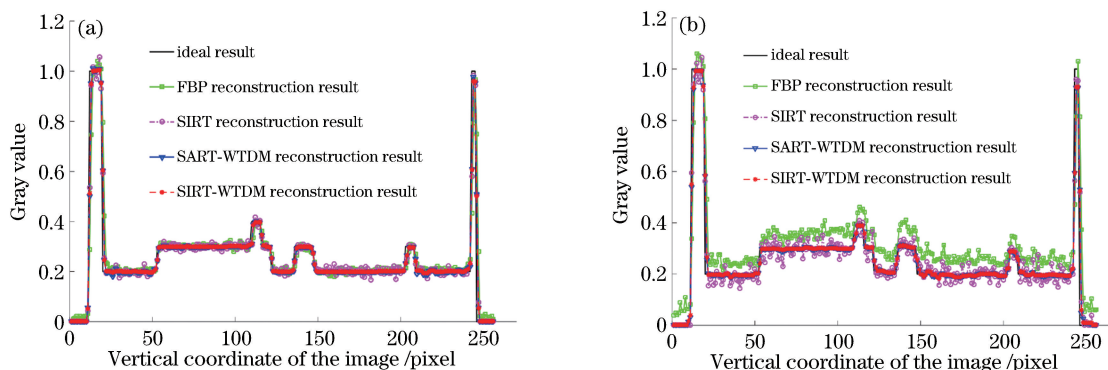 (a)
1.2
1.0
0.8
0.6
0.4
0.2
0
Gray value
ideal result
FBP reconstruction result
SIRT reconstruction result
SART-WTDM reconstruction result
SIRT-WTDM reconstruction result
0 50 100 150 200 250
Vertical coordinate of the image /pixel
(b)
1.2
1.0
0.8
0.6
0.4
0.2
0
Gray value
ideal result
FBP reconstruction result
SIRT reconstruction result
SART-WTDM reconstruction result
SIRT-WTDM reconstruction result
0 50 100 150 200 250
Vertical coordinate of the image /pixel